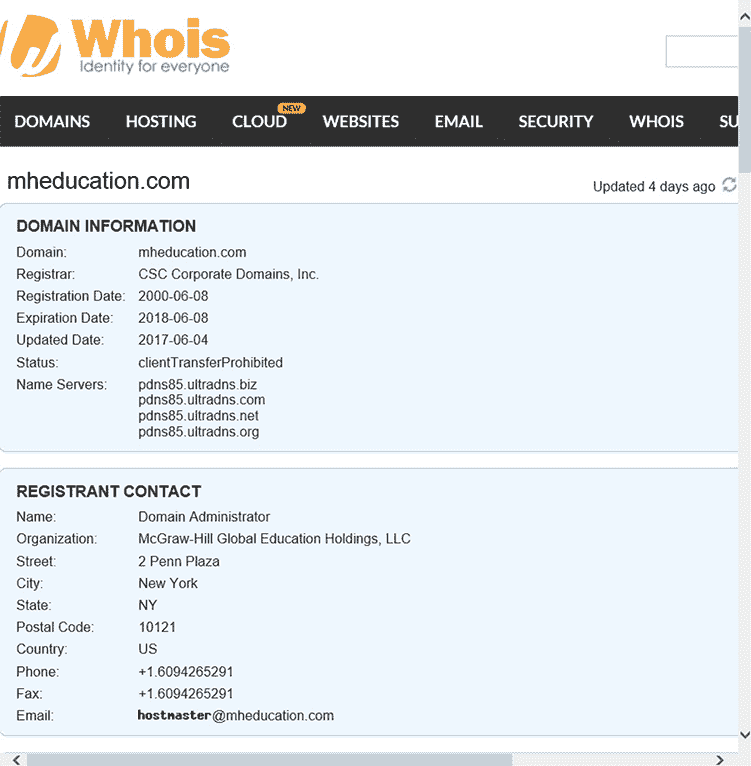 Whois
Identity for everyone
DOMAINS HOSTING CLOUD NEW WEBSITES EMAIL SECURITY WHOIS SU
mheducation.com
Updated 4 days ago
DOMAIN INFORMATION
Domain: mheducation.com
Registrar: CSC Corporate Domains, Inc.
Registration Date: 2000-06-08
Expiration Date: 2018-06-08
Updated Date: 2017-06-04
Status: clientTransferProhibited
Name Servers: pdns85.ultradns.biz
pdns85.ultradns.com
pdns85.ultradns.net
pdns85.ultradns.org
REGISTRANT CONTACT
Name: Domain Administrator
Organization: McGraw-Hill Global Education Holdings, LLC
Street: 2 Penn Plaza
City: New York
State: NY
Postal Code: 10121
Country: US
Phone: +1.6094265291
Fax: +1.6094265291
Email: hostmaster@mheducation.com